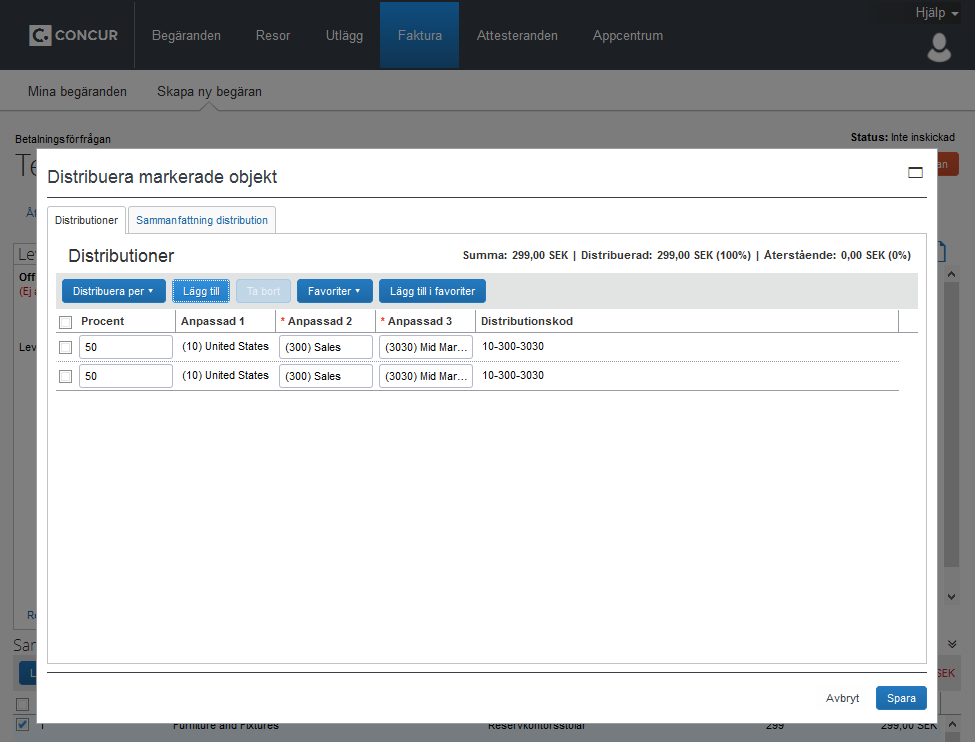 Hjälp
CONCUR Begäranden Resor Utlägg Faktura Attesteranden Appcentrum
Mina begäranden Skapa ny begäran
Betalningsförfrågan
Status: Inte inskickad
Te
an
Distribuera markerade objekt
Distributioner Sammanfattning distribution
Distributioner
Summa: 299,00 SEK | Distribuerad: 299,00 SEK (100%) | Återstående: 0,00 SEK (0%)
Distribuera per Lägg till Ta bort Favoriter Lägg till i favoriter
Procent Anpassad 1 * Anpassad 2 * Anpassad 3 Distributionskod
50 (10) United States (300) Sales (3030) Mid Mar... 10-300-3030
50 (10) United States (300) Sales (3030) Mid Mar... 10-300-3030
Le
Off
(Ej
Lev
Sar
SEK
Avbryt Spara
1 Furniture and Fixtures Reservkontorsstolar 299 299,00 SEK